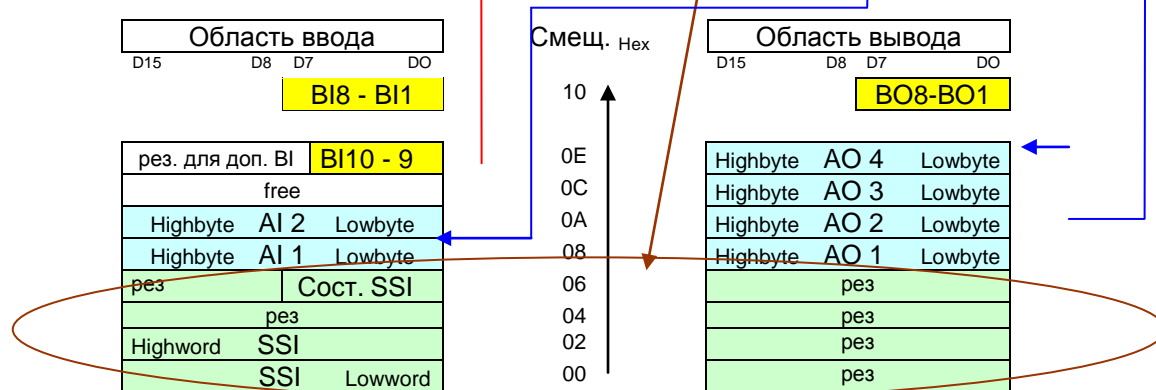 Область ввода Смещ. Hex Область вывода
D15 D8 D7 DO D15 D8 D7 DO
BI8 - BI1 10 BO8-BO1
рез. для доп. BI BI10 - 9 0E Highbyte AO 4 Lowbyte
free 0C Highbyte AO 3 Lowbyte
Highbyte AI 2 Lowbyte 0A Highbyte AO 2 Lowbyte
Highbyte AI 1 Lowbyte 08 Highbyte AO 1 Lowbyte
рез Сост. SSI 06 рез
рез 04 рез
Highword SSI 02 рез
SSI Lowword 00 рез